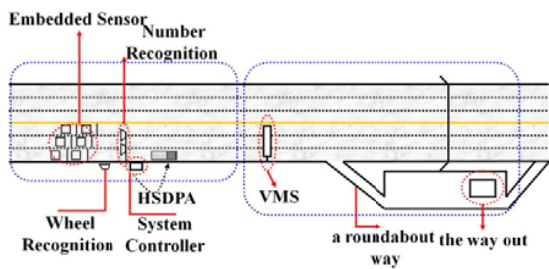 Embedded Sensor
Number
Recognition
HSDPA
VMS
Wheel
Recognition
System
Controller
a roundabout
way
the way out